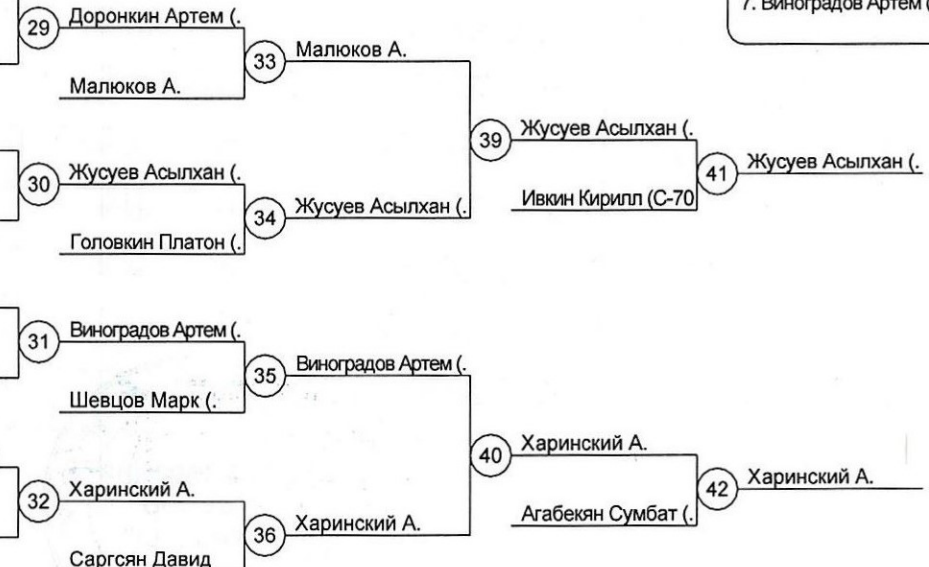 7. Виноградов Артем (
29 Доронкин Артем (.
33 Малюков А.
Малюков А.
39 Жусуев Асылхан (.
41 Жусуев Асылхан (.
30 Жусуев Асылхан (.
Ивкин Кирилл (С-70
34 Жусуев Асылхан (.
Головкин Платон (.
31 Виноградов Артем (.
35 Виноградов Артем (.
Шевцов Марк (.
40 Харинский А.
42 Харинский А.
32 Харинский А.
Агабекян Сумбат (.
36 Харинский А.
Саргсян Давид